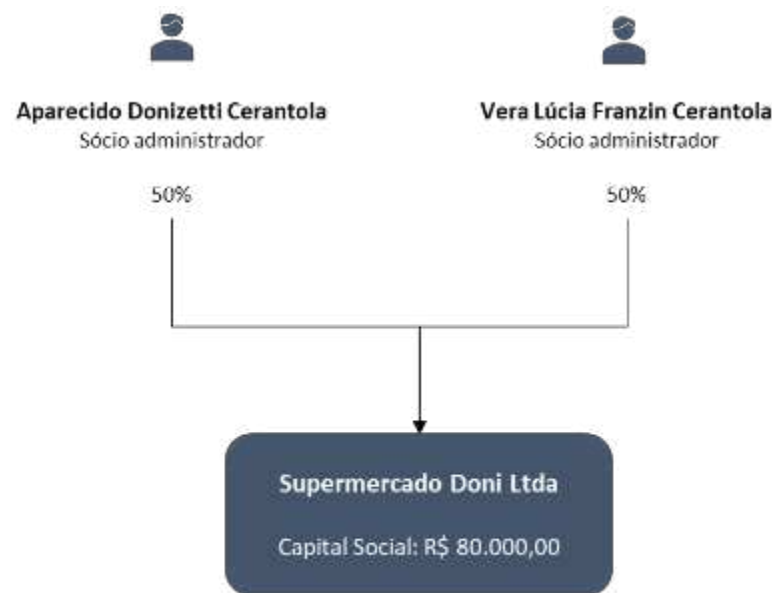 Aparecido Donizetti Cerantola
Sócio administrador
50%
Vera Lúcia Franzin Cerantola
Sócio administrador
50%
Supermercado Doni Ltda
Capital Social: R$ 80.000,00